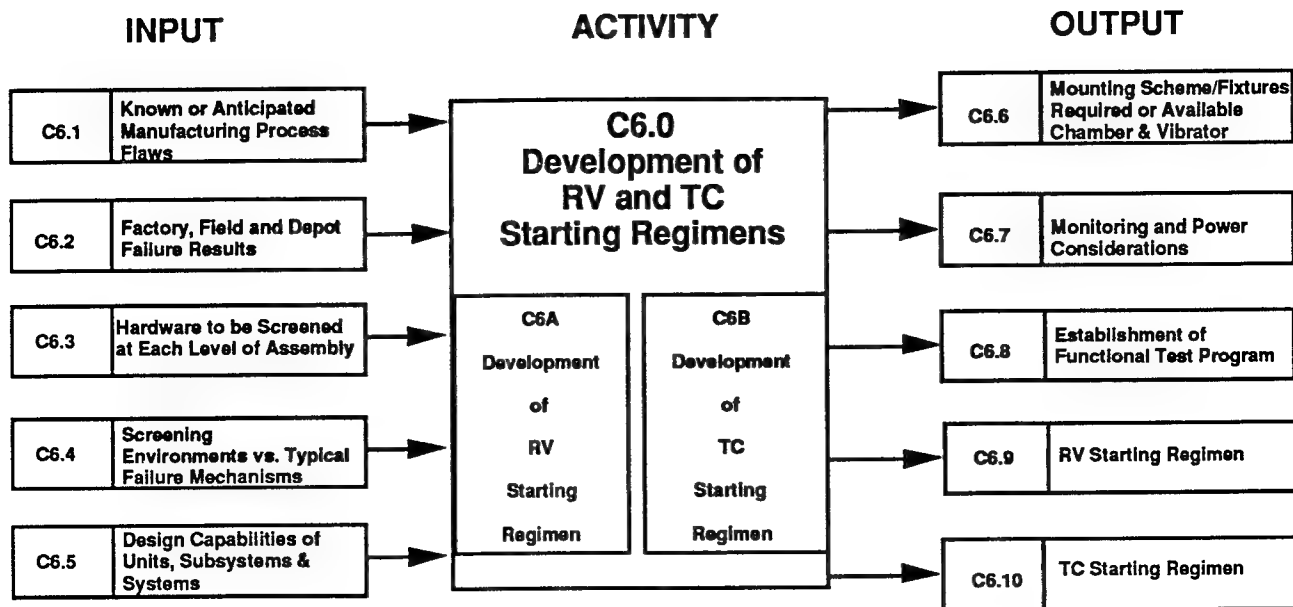 INPUT
ACTIVITY
OUTPUT
C6.1
Known or Anticipated
Manufacturing Process
Flaws
C6.2
Factory, Field and Depot
Failure Results
C6.3
Hardware to be Screened
at Each Level of Assembly
C6.4
Screening
Environments vs. Typical
Failure Mechanisms
C6.5
Design Capabilities of
Units, Subsystems &
Systems
C6.0
Development of
RV and TC
Starting Regimens
C6A
Development
of
RV
Starting
Regimen
C6B
Development
of
TC
Starting
Regimen
C6.6
Mounting Scheme/Fixtures
Required or Available
Chamber & Vibrator
C6.7
Monitoring and Power
Considerations
C6.8
Establishment of
Functional Test Program
C6.9
RV Starting Regimen
C6.10
TC Starting Regimen